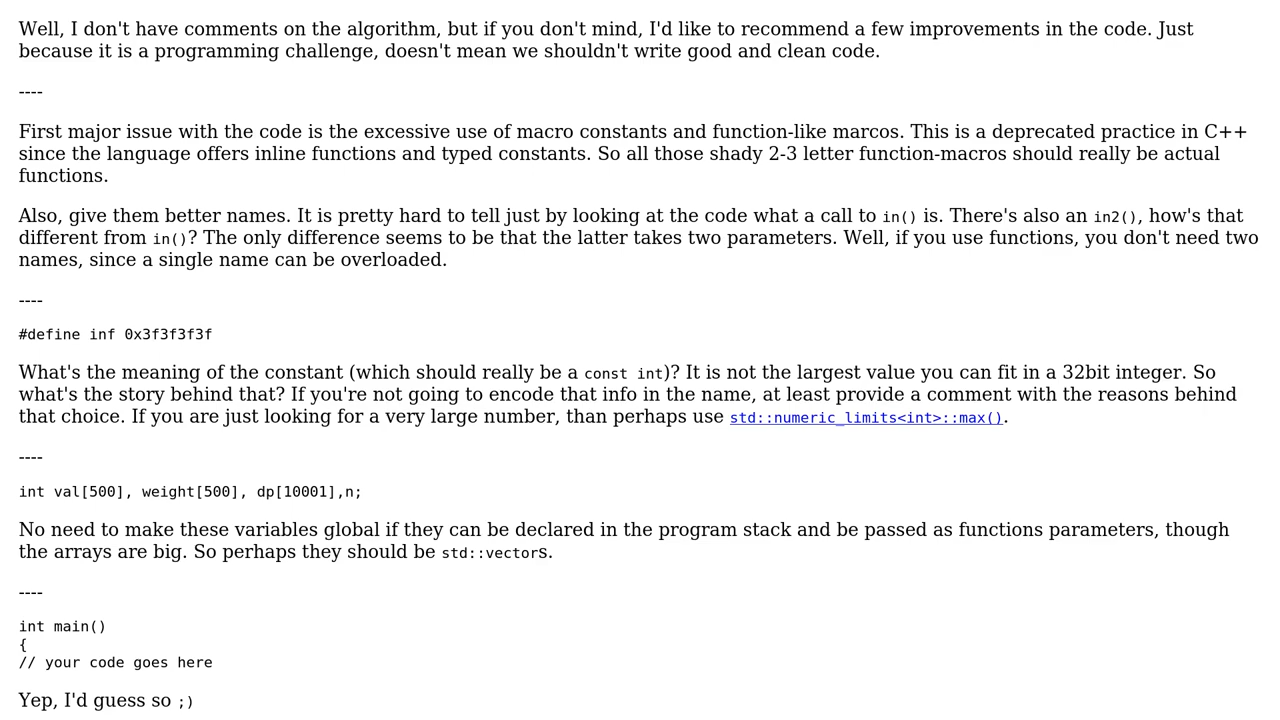 Well, I don't have comments on the algorithm, but if you don't mind, I'd like to recommend a few improvements in the code. Just
because it is a programming challenge, doesn't mean we shouldn't write good and clean code.
----
First major issue with the code is the excessive use of macro constants and function-like marcos. This is a deprecated practice in C++
since the language offers inline functions and typed constants. So all those shady 2-3 letter function-macros should really be actual
functions.
Also, give them better names. It is pretty hard to tell just by looking at the code what a call to in() is. There's also an in2(), how's that
different from in()? The only difference seems to be that the latter takes two parameters. Well, if you use functions, you don't need two
names, since a single name can be overloaded.
----
#define inf 0x3f3f3f3f
What's the meaning of the constant (which should really be a const int)? It is not the largest value you can fit in a 32bit integer. So
what's the story behind that? If you're not going to encode that info in the name, at least provide a comment with the reasons behind
that choice. If you are just looking for a very large number, than perhaps use std::numeric_limits<int>::max().
----
int val[500], weight[500], dp[10001],n;
No need to make these variables global if they can be declared in the program stack and be passed as functions parameters, though
the arrays are big. So perhaps they should be std::vectors.
----
int main()
{
// your code goes here
Yep, I'd guess so ;)